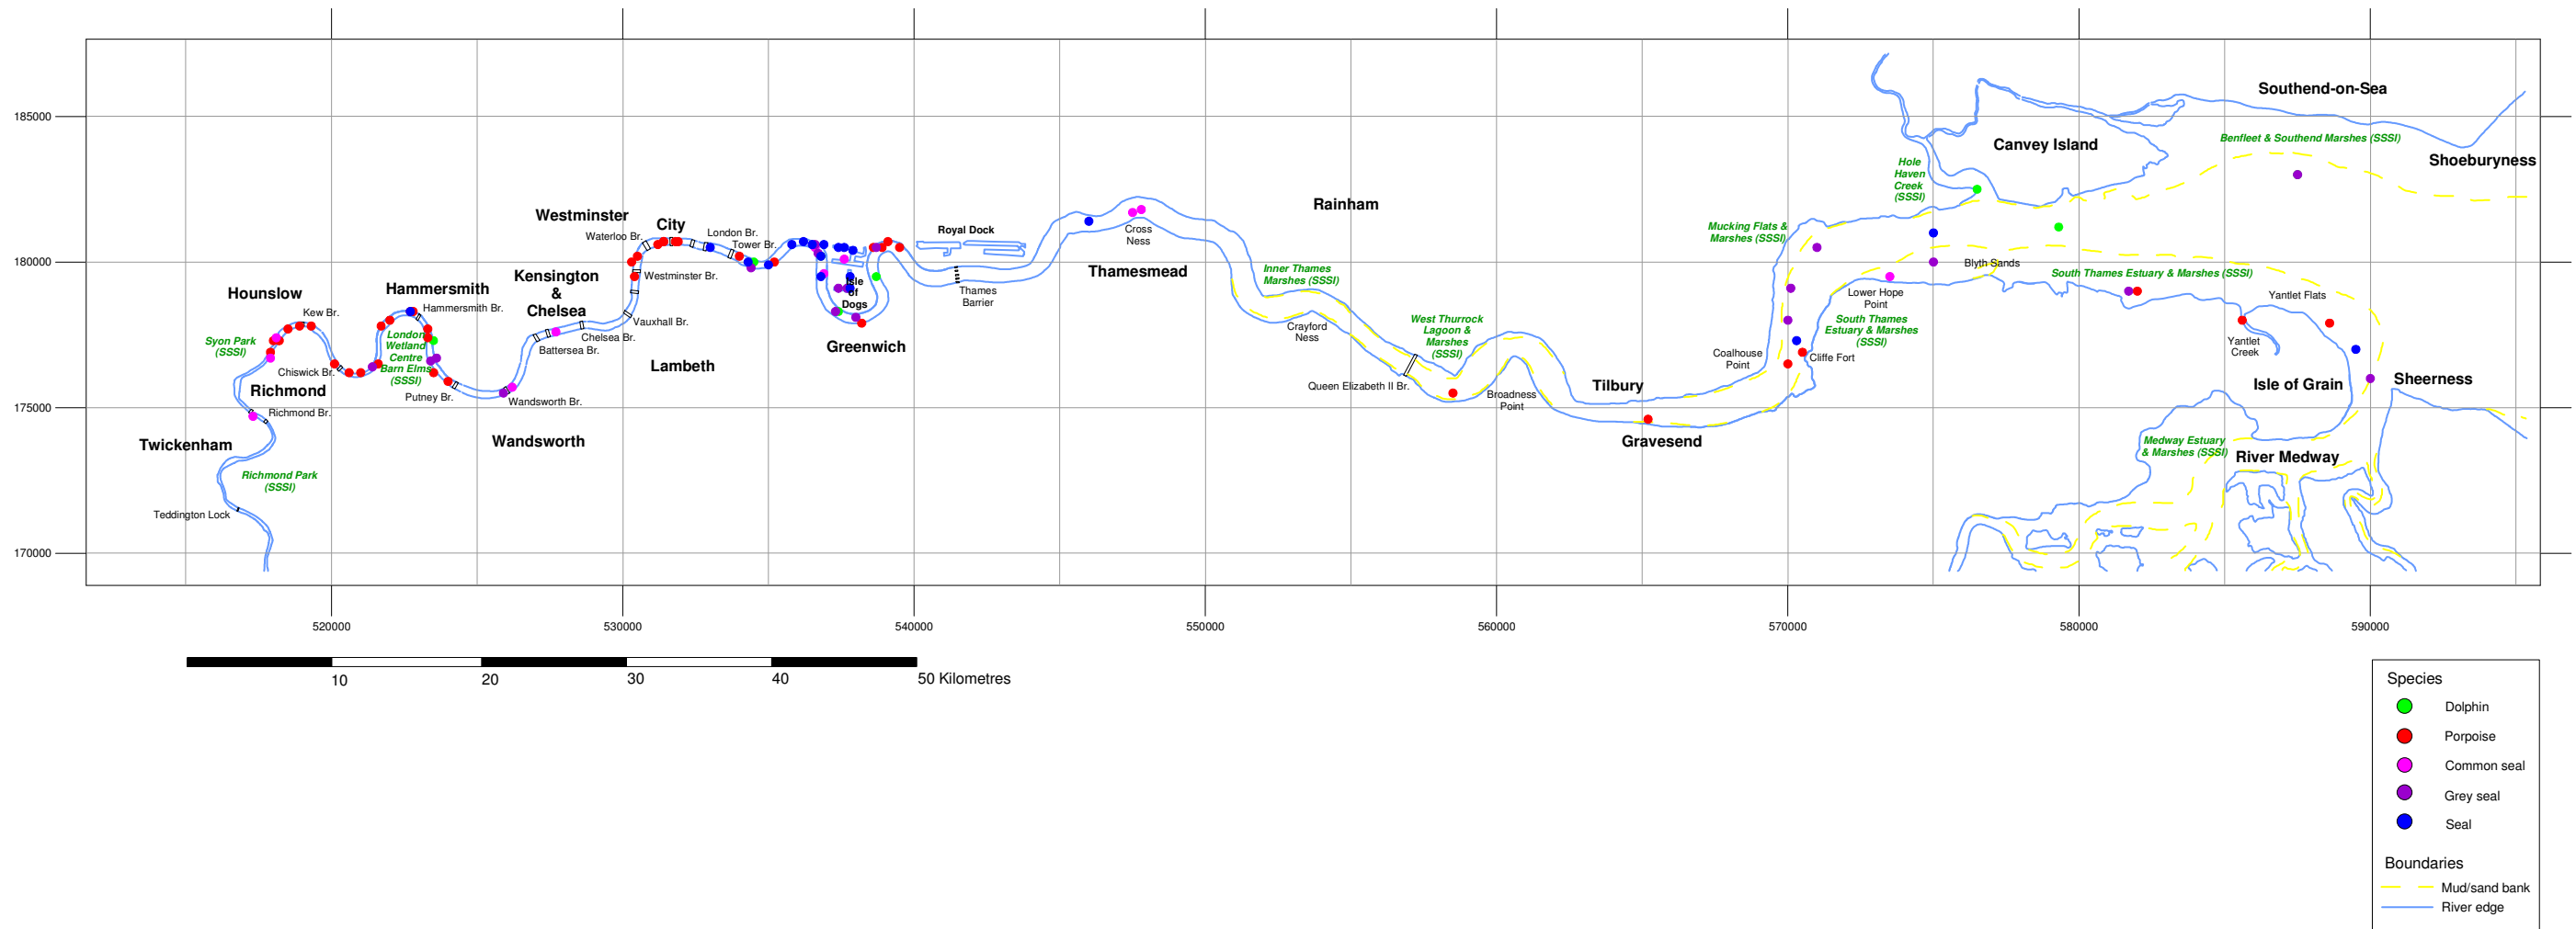 Southend-on-Sea
185000
Benfleet & Southend Marshes (SSSI)
Canvey Island
Shoeburyness
Hole
Haven
Creek
(SSSI)
Rainham
Westminster
City
Waterloo Br.
London Br.
Tower Br.
Royal Dock
Cross
Ness
Mucking Flats &
Marshes (SSSI)
180000
Kensington
&
Chelsea
Westminster Br.
Thamesmead
Inner Thames
Marshes (SSSI)
Blyth Sands
South Thames Estuary & Marshes (SSSI)
Hounslow
Hammersmith
Isle
of
Dogs
Thames
Barrier
Lower Hope
Point
Yantlet Flats
Kew Br.
Hammersmith Br.
Vauxhall Br.
Chelsea Br.
Battersea Br.
Crayford
Ness
West Thurrock
Lagoon &
Marshes
(SSSI)
South Thames
Estuary & Marshes
(SSSI)
Syon Park
(SSSI)
London
Wetland
Centre
Barn Elms
(SSSI)
Greenwich
Yantlet
Creek
Coalhouse
Point
Cliffe Fort
Chiswick Br.
Lambeth
Richmond
Putney Br.
Wandsworth Br.
Queen Elizabeth II Br.
Broadness
Point
Tilbury
Isle of Grain
Sheerness
175000
Richmond Br.
Twickenham
Wandsworth
Gravesend
Medway Estuary
& Marshes (SSSI)
River Medway
Richmond Park
(SSSI)
Teddington Lock
170000
520000
530000
540000
550000
560000
570000
580000
590000
10
20
30
40
50 Kilometres
Species
Dolphin
Porpoise
Common seal
Grey seal
Seal
Boundaries
Mud/sand bank
River edge